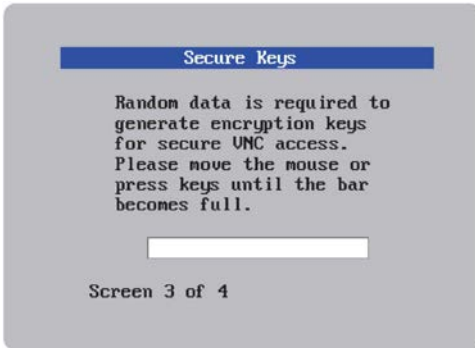 Secure Keys
Random data is required to
generate encryption keys
for secure VNC access.
Please move the mouse or
press keys until the bar
becomes full.
Screen 3 of 4